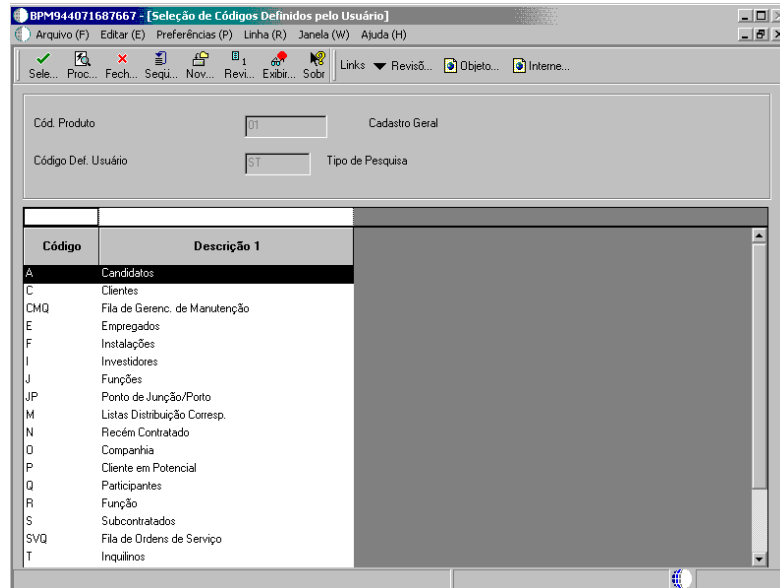 BPM944071687667 - [Seleção de Códigos Definidos pelo Usuário]
Arquivo (F) Editar (E) Preferências (P) Linha (R) Janela (W) Ajuda (H)
Sele... Proc... Fech... Seqü... Nov... Revi... Exibir... Sobr Links Revisõ... Objeto... Interne...
Cód. Produto 01 Cadastro Geral
Código Def. Usuário ST Tipo de Pesquisa
Código Descrição 1
A Candidatos
C Clientes
CMQ Fila de Gerenc. de Manutenção
E Empregados
F Instalações
I Investidores
J Funções
JP Ponto de Junção/Porto
M Listas Distribuição Corresp.
N Recém Contratado
O Companhia
P Cliente em Potencial
Q Participantes
R Função
S Subcontratados
SVQ Fila de Ordens de Serviço
T Inquilinos